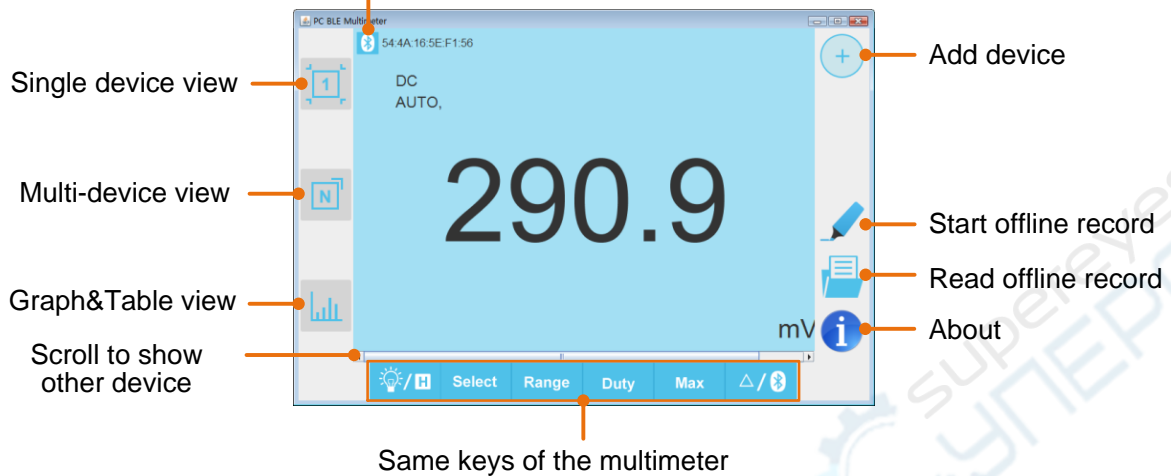 PC BLE Multimeter
54:4A:16:5E:F1:56
Add device
Single device view
1
DC
AUTO,
290.9
Multi-device view
N
Start offline record
Read offline record
Graph&Table view
mV
i
About
Scroll to show
other device
/H Select Range Duty Max △/
Same keys of the multimeter
supereyes